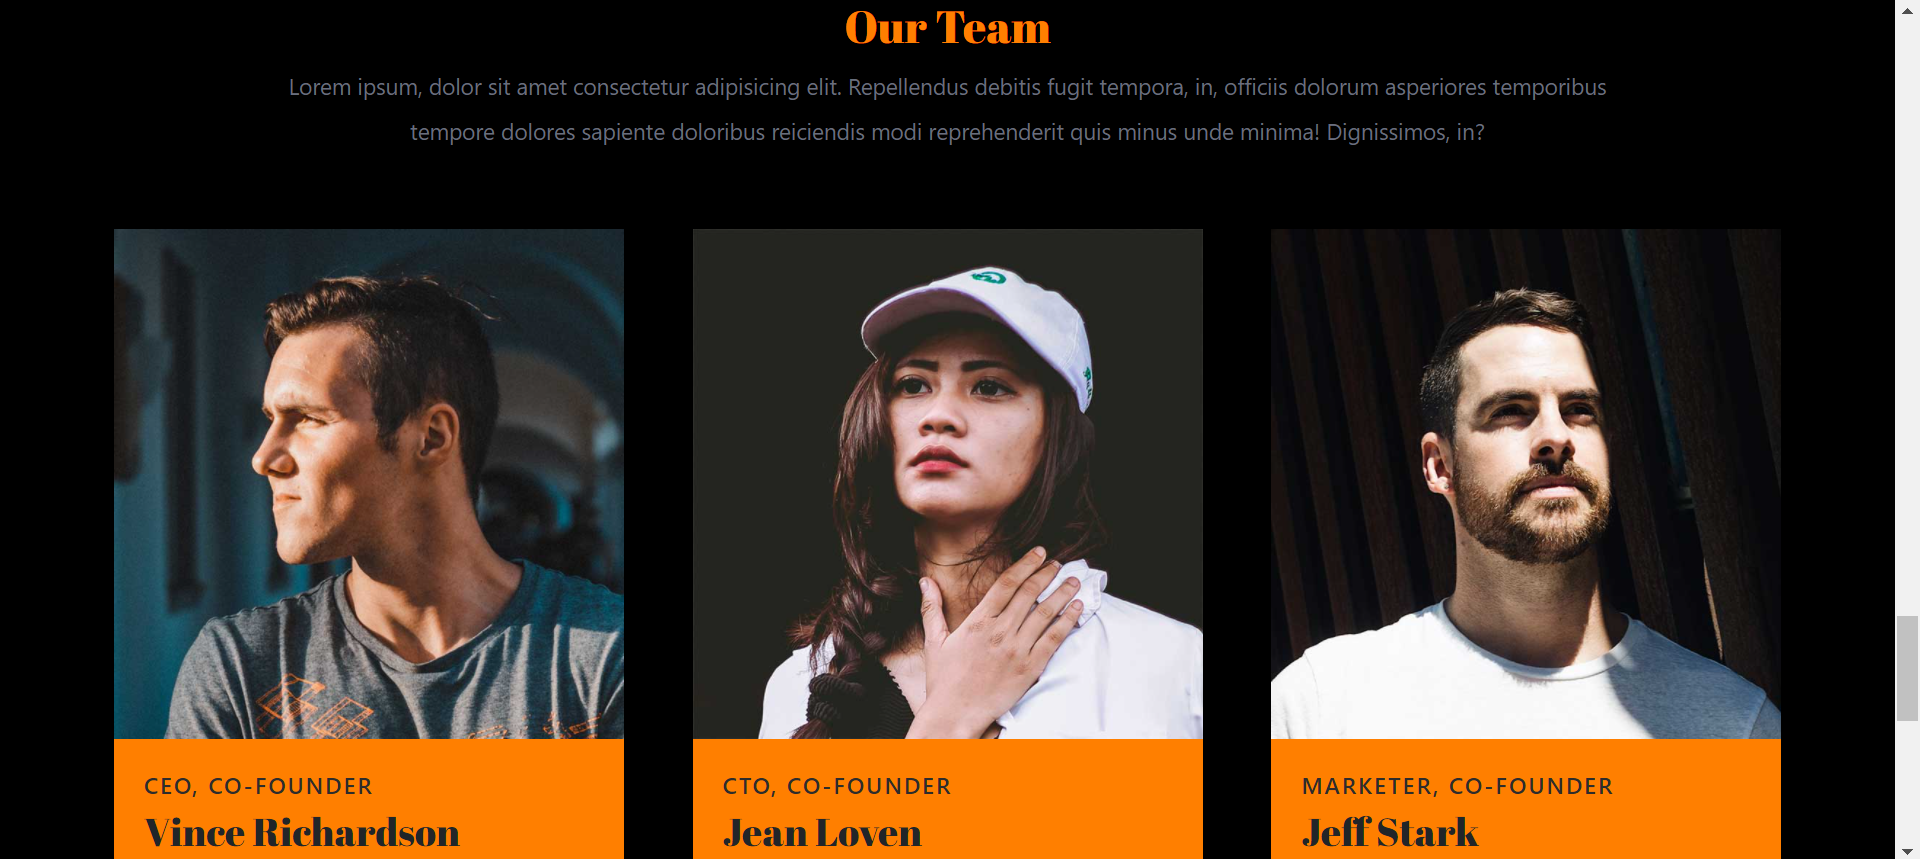 Our Team
Lorem ipsum, dolor sit amet consectetur adipisicing elit. Repellendus debitis fugit tempora, in, officiis dolorum asperiores temporibus
tempore dolores sapiente doloribus reiciendis modi reprehenderit quis minus unde minima! Dignissimos, in?
CEO, CO-FOUNDER
Vince Richardson
CTO, CO-FOUNDER
Jean Loven
MARKETER, CO-FOUNDER
Jeff Stark